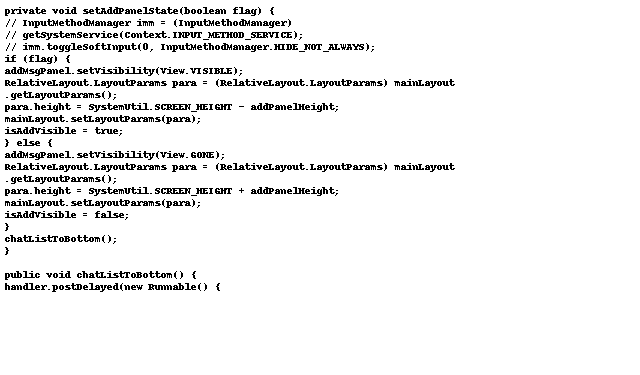 private void setAddPanelState(boolean flag) {
// InputMethodManager imm = (InputMethodManager)
// getSystemService(Context.INPUT_METHOD_SERVICE);
// imm.toggleSoftInput(0, InputMethodManager.HIDE_NOT_ALWAYS);
if (flag) {
addMsgPanel.setVisibility(View.VISIBLE);
RelativeLayout.LayoutParams para = (RelativeLayout.LayoutParams) mainLayout
.getLayoutParams();
para.height = SystemUtil.SCREEN_HEIGHT - addPanelHeight;
mainLayout.setLayoutParams(para);
isAddVisible = true;
} else {
addMsgPanel.setVisibility(View.GONE);
RelativeLayout.LayoutParams para = (RelativeLayout.LayoutParams) mainLayout
.getLayoutParams();
para.height = SystemUtil.SCREEN_HEIGHT + addPanelHeight;
mainLayout.setLayoutParams(para);
isAddVisible = false;
}
chatListToBottom();
}
public void chatListToBottom() {
handler.postDelayed(new Runnable() {